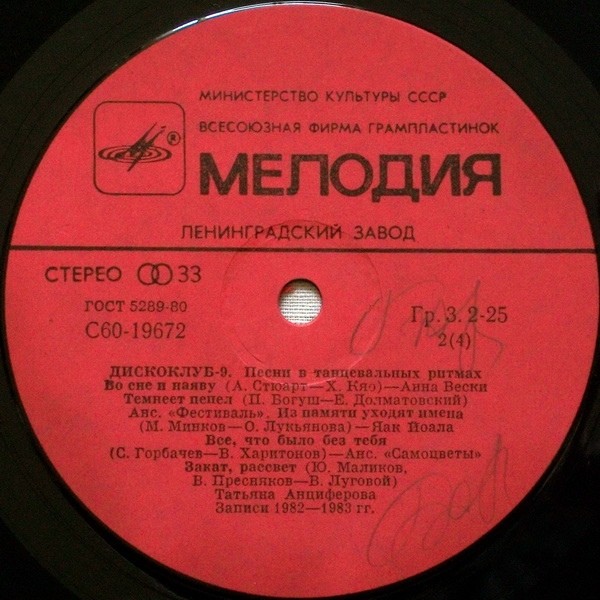 МИНИСТЕРСТВО КУЛЬТУРЫ СССР
ВСЕСОЮЗНАЯ ФИРМА ГРАМПЛАСТИНОК
®
МЕЛОДИЯ
ЛЕНИНГРАДСКИЙ ЗАВОД
СТЕРЕО 33
ГОСТ 5289-80
С60-19672
Гр. 3. 2-25
2(4)
ДИСКОКЛУБ-9. Песни в танцевальных ритмах
Во сне и наяву (А. Стюарт—Х. Кяо)—Анна Вески
Темнеет пепел (П. Богуш—Е. Долматовский)
Анс. «Фестиваль». Из памяти уходят имена
(М. Минков—О. Лукьянова)—Яак Йоала
Все, что было без тебя
(С. Горбачев—В. Харитонов)—Анс. «Самоцветы»
Закат, рассвет (Ю. Маликов,
В. Пресняков—В. Луговой)
Татьяна Анциферова
Записи 1982—1983 гг.